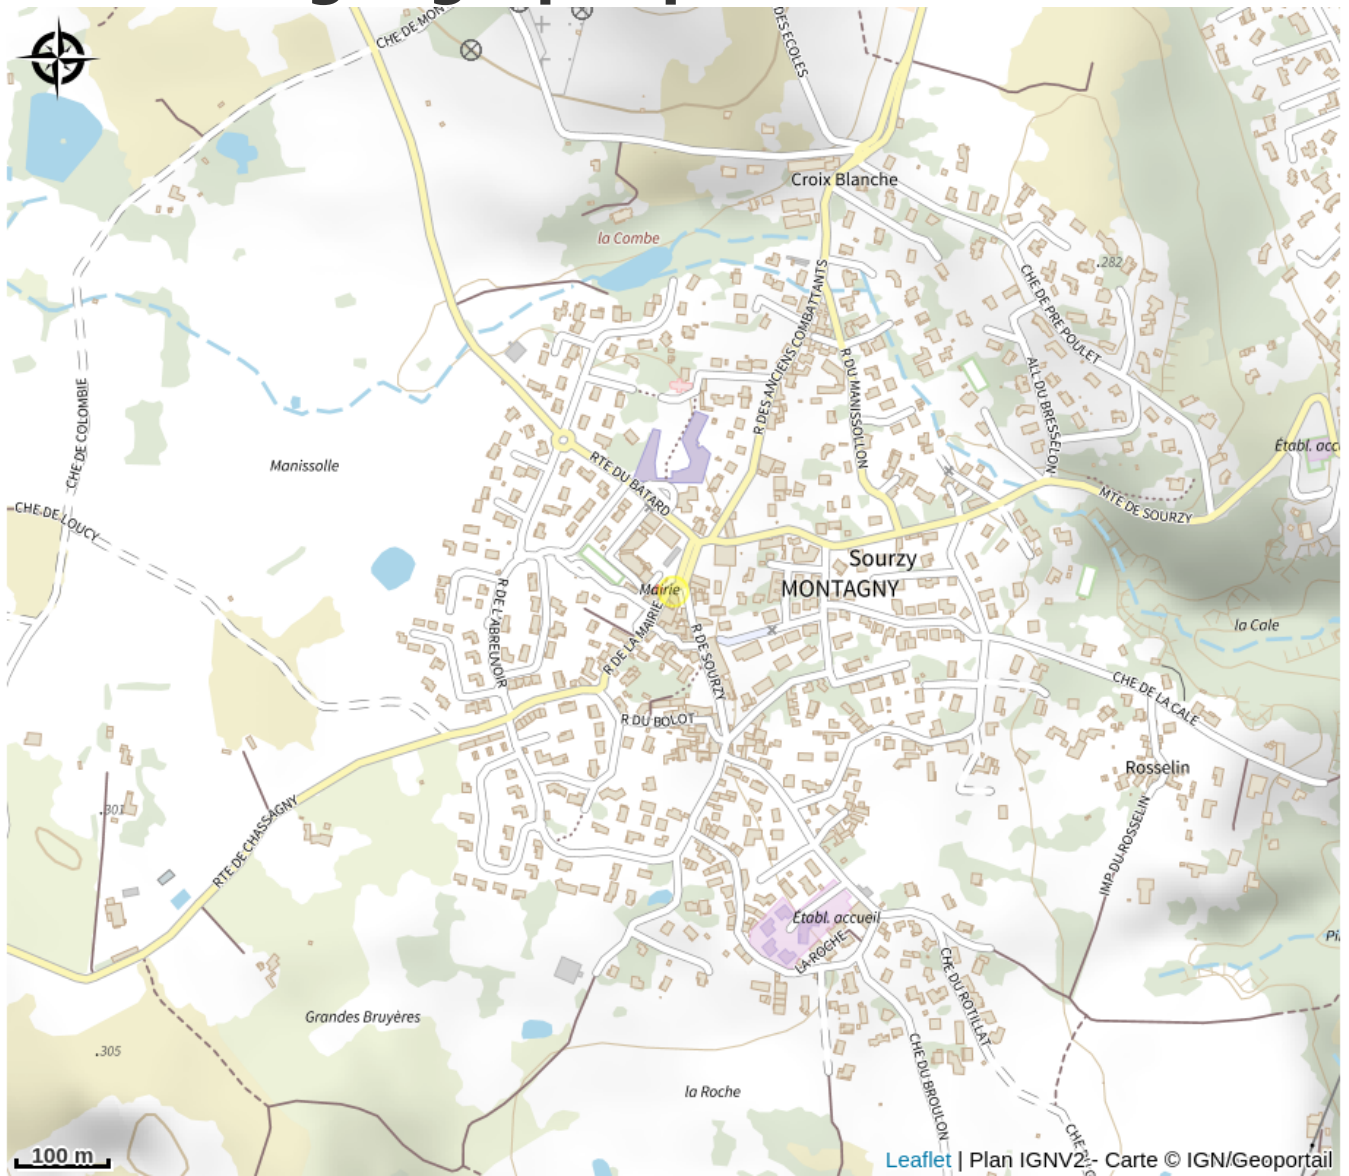 CHE DE MON
DES ECOLES
Croix Blanche
la Combe
.282
CHE DE PRE POULET
R DES ANCIENS COMBATTANTS
R DU MANISSOLLON
ALL DU BRESSELON
CHE DE COLOMBIE
Manissolle
RTE DU BATARD
Établ. acc
MTE DE SOURZY
CHE DE LOUCY
Sourzy
MONTAGNY
Mairie
R DE L'ABREUVOIR
R DE LA MAIRIE
R DE SOURZY
la Cale
CHE DE LA CALE
R DU BOLOT
Rosselin
.301
RTE DE CHASSAGNY
IMP DU ROSSELIN
Établ. accueil
LA ROCHE
Pi
CHE DU ROTILLAT
Grandes Bruyères
.305
CHE DU BROULON
la Roche
CHE
100 m
Leaflet | Plan IGNV2 - Carte © IGN/Geoportail